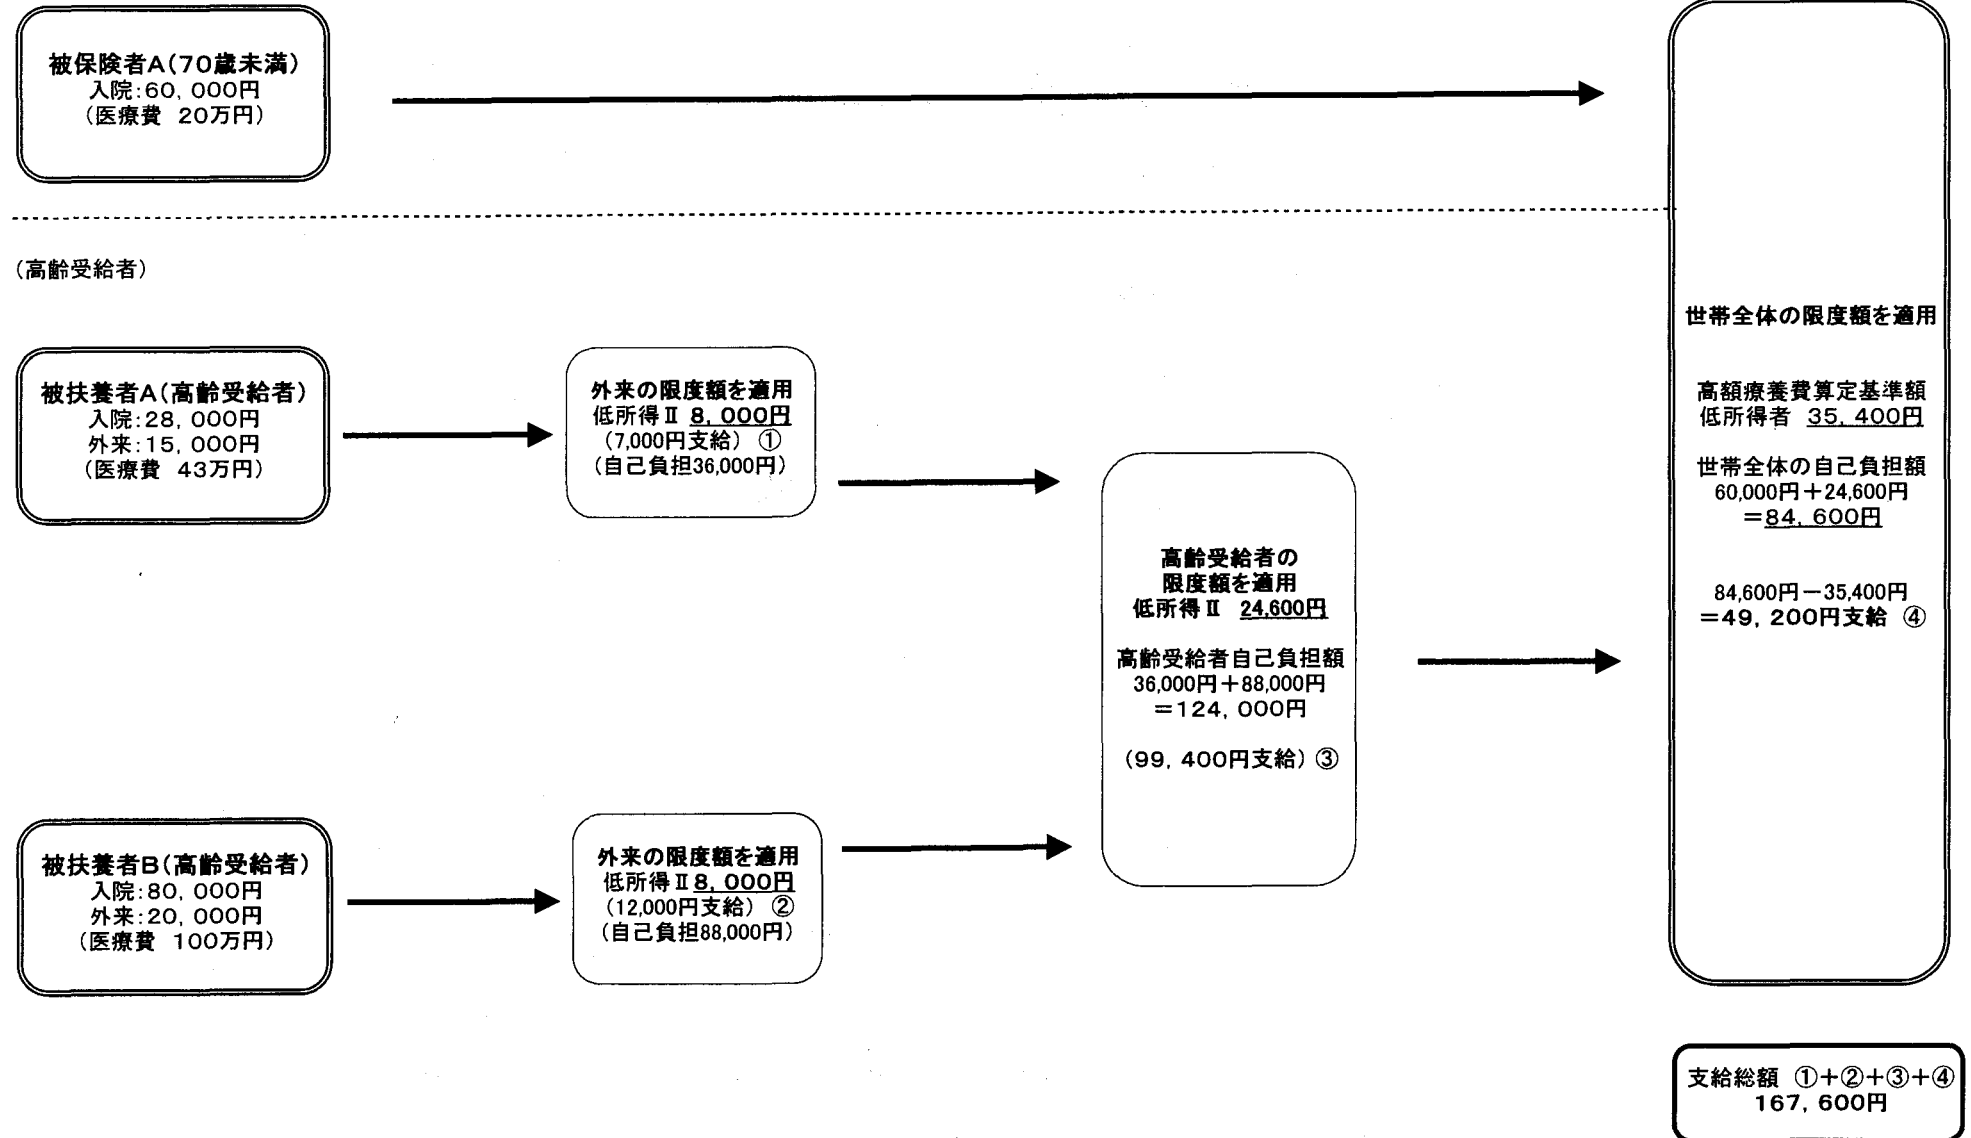 被保険者A(70歳未満)
入院:60, 000円
(医療費 20万円)
(高齢受給者)
被扶養者A(高齢受給者)
入院:28, 000円
外来:15, 000円
(医療費 43万円)
外来の限度額を適用
低所得Ⅱ 8, 000円
(7,000円支給) ①
(自己負担36,000円)
被扶養者B(高齢受給者)
入院:80, 000円
外来:20, 000円
(医療費 100万円)
外来の限度額を適用
低所得Ⅱ8, 000円
(12,000円支給) ②
(自己負担88,000円)
高齢受給者の
限度額を適用
低所得Ⅱ 24,600円
高齢受給者自己負担額
36,000円+88,000円
=124, 000円
(99, 400円支給) ③
世帯全体の限度額を適用
高額療養費算定基準額
低所得者 35, 400円
世帯全体の自己負担額
60,000円+24,600円
=84, 600円
84,600円-35,400円
=49, 200円支給 ④
支給総額 ①+②+③+④
167, 600円